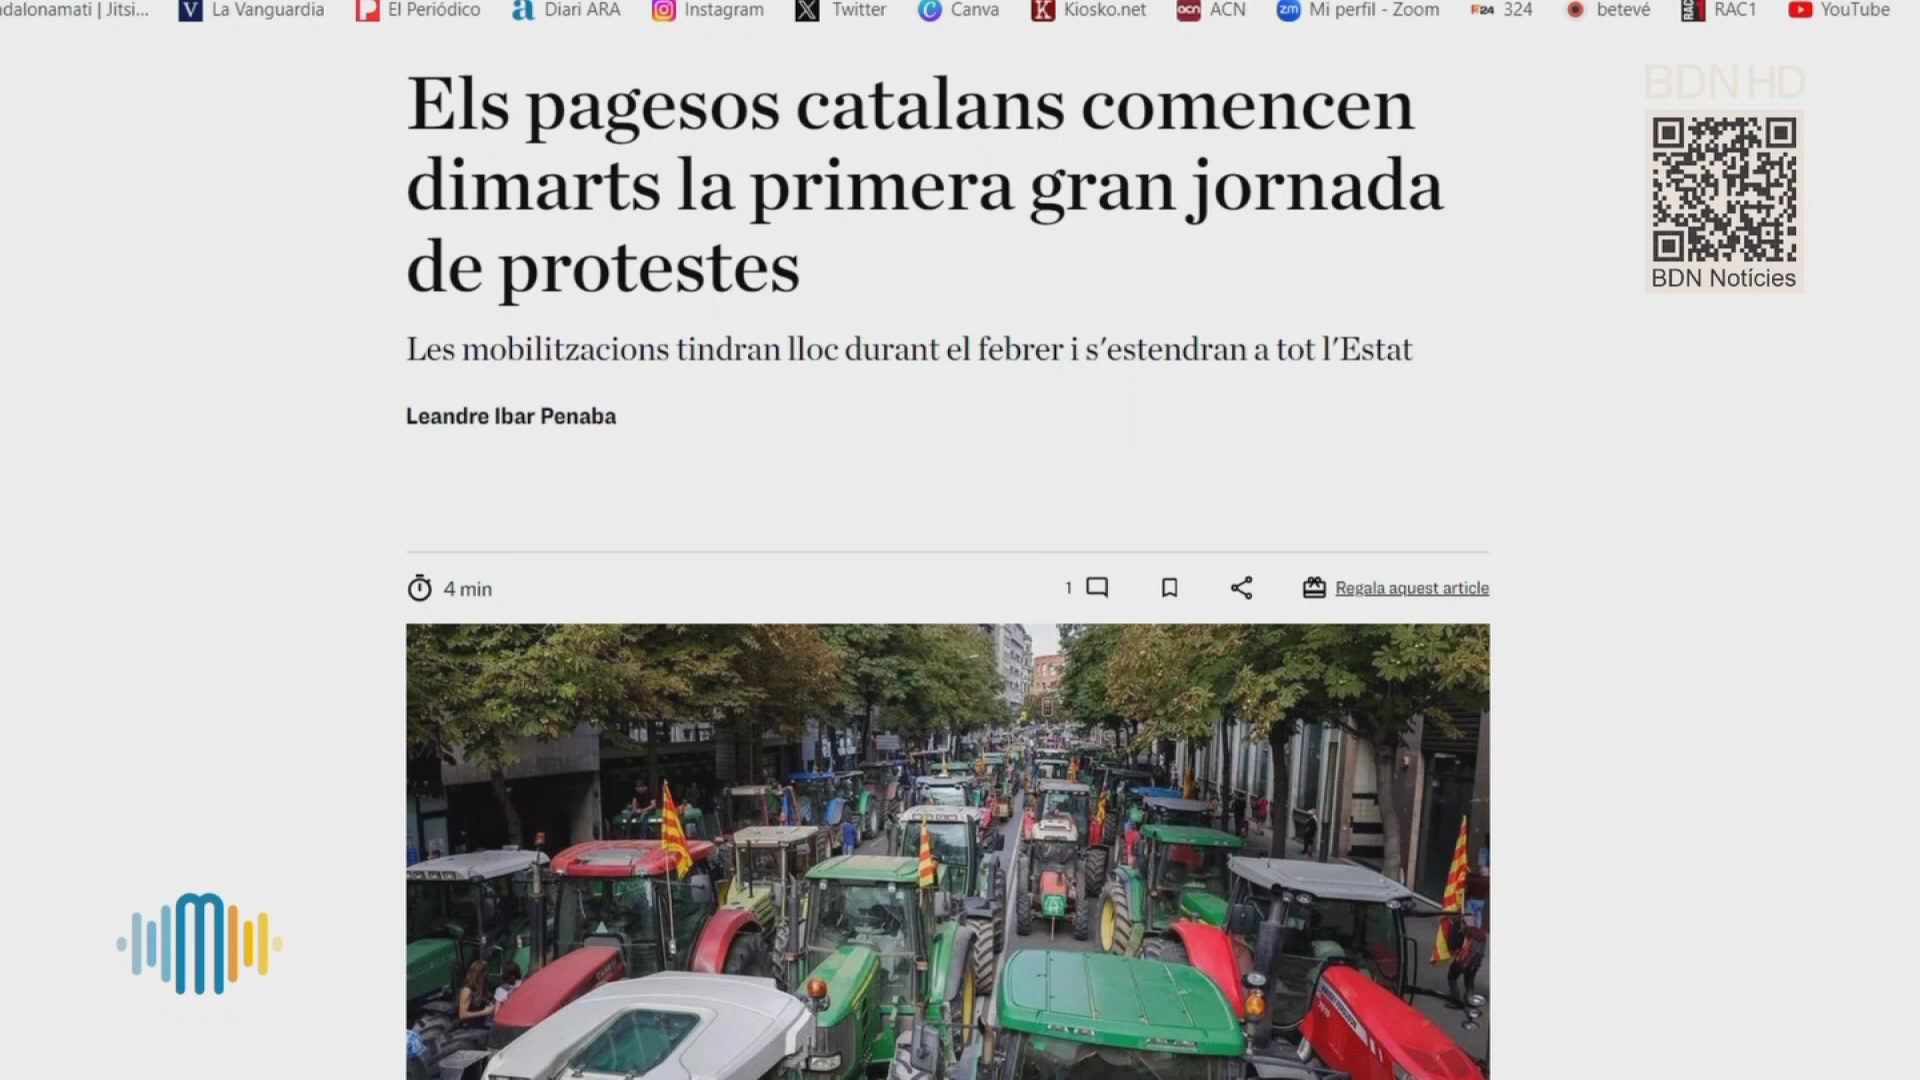 dalonamati | Jitsi... La Vanguardia El Periódico Diari ARA Instagram Twitter Canva Kiosko.net ACN Mi perfil - Zoom 324 betevé RAC1 YouTube
BDN HD
Els pagesos catalans comencen
dimarts la primera gran jornada
de protestes
BDN Notícies
Les mobilitzacions tindran lloc durant el febrer i s'estendran a tot l'Estat
Leandre Ibar Penaba
4 min 1 Regala aquest article